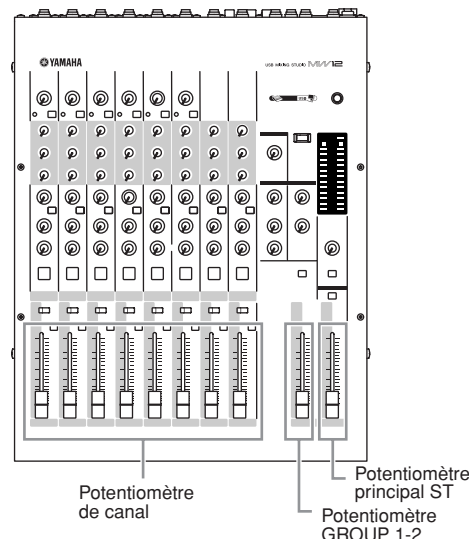 YAMAHA
USB MIXING STUDIO MW12
Potentiomètre
de canal
Potentiomètre
principal ST
Potentiomètre
GROUP 1-2